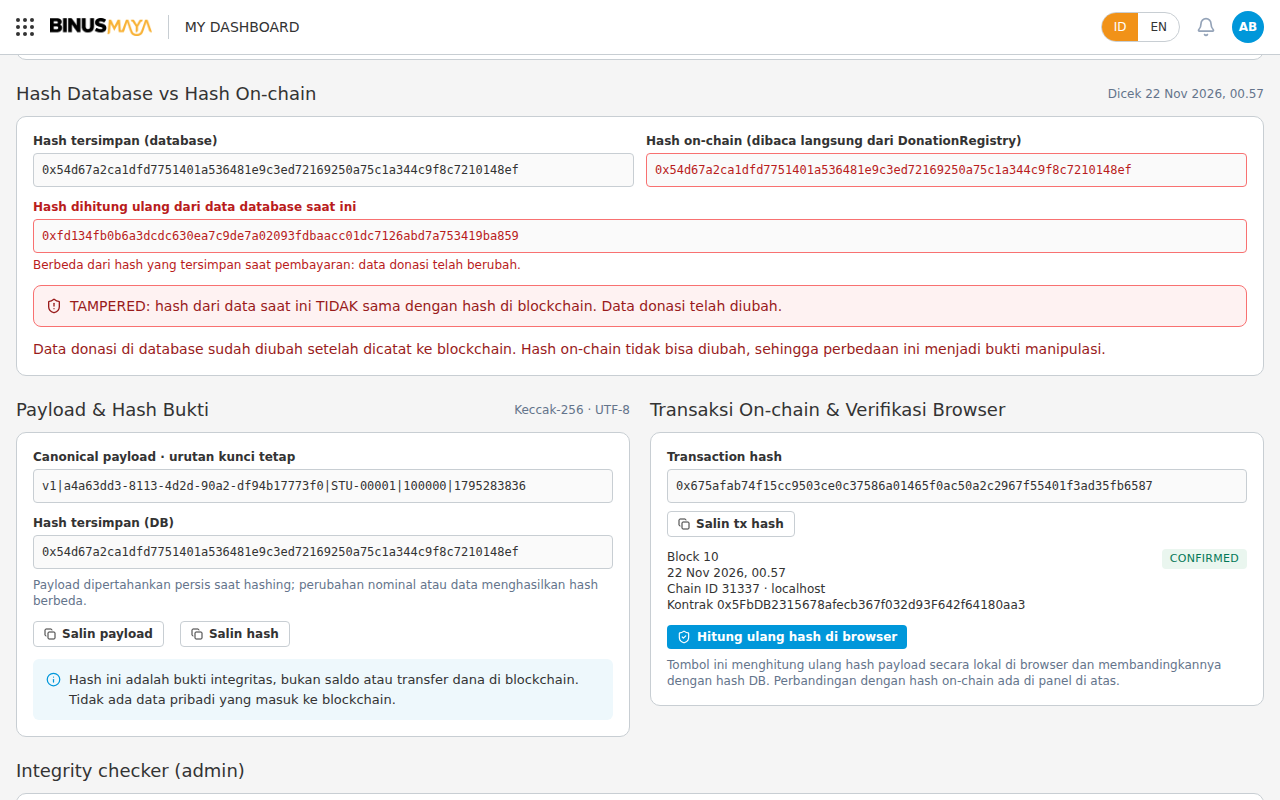 BINUSMAYA
MY DASHBOARD
ID
EN
AB
Hash Database vs Hash On-chain
Dicek 22 Nov 2026, 00.57
Hash tersimpan (database)
0x54d67a2ca1dfd7751401a536481e9c3ed72169250a75c1a344c9f8c7210148ef
Hash on-chain (dibaca langsung dari DonationRegistry)
0x54d67a2ca1dfd7751401a536481e9c3ed72169250a75c1a344c9f8c7210148ef
Hash dihitung ulang dari data database saat ini
0xfd134fb0b6a3dcdc630ea7c9de7a02093fdbaacc01dc7126abd7a753419ba859
Berbeda dari hash yang tersimpan saat pembayaran: data donasi telah berubah.
TAMPERED: hash dari data saat ini TIDAK sama dengan hash di blockchain. Data donasi telah diubah.
Data donasi di database sudah diubah setelah dicatat ke blockchain. Hash on-chain tidak bisa diubah, sehingga perbedaan ini menjadi bukti manipulasi.
Payload & Hash Bukti
Keccak-256 · UTF-8
Canonical payload · urutan kunci tetap
v1|a4a63dd3-8113-4d2d-90a2-df94b17773f0|STU-00001|100000|1795283836
Hash tersimpan (DB)
0x54d67a2ca1dfd7751401a536481e9c3ed72169250a75c1a344c9f8c7210148ef
Payload dipertahankan persis saat hashing; perubahan nominal atau data menghasilkan hash
berbeda.
Salin payload
Salin hash
Hash ini adalah bukti integritas, bukan saldo atau transfer dana di blockchain.
Tidak ada data pribadi yang masuk ke blockchain.
Transaksi On-chain & Verifikasi Browser
Transaction hash
0x675afab74f15cc9503ce0c37586a01465f0ac50a2c2967f55401f3ad35fb6587
Salin tx hash
Block 10
CONFIRMED
22 Nov 2026, 00.57
Chain ID 31337 · localhost
Kontrak 0x5FbDB2315678afecb367f032d93F642f64180aa3
Hitung ulang hash di browser
Tombol ini menghitung ulang hash payload secara lokal di browser dan membandingkannya
dengan hash DB. Perbandingan dengan hash on-chain ada di panel di atas.
Integrity checker (admin)